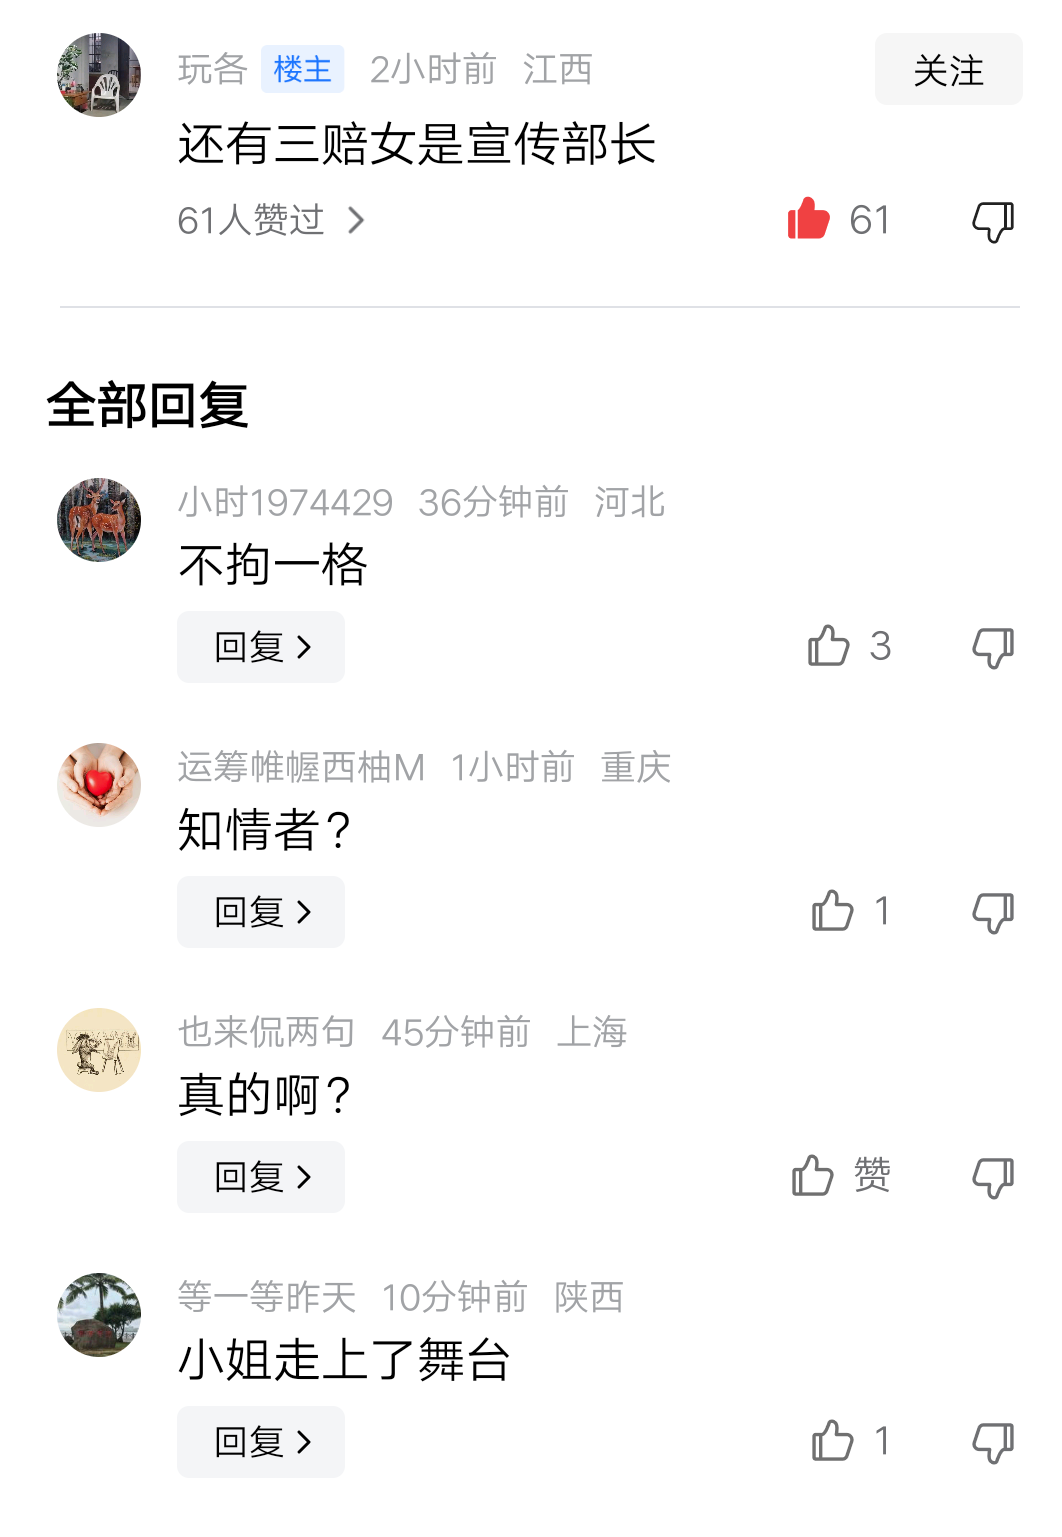 玩各 楼主 2小时前 江西 关注
还有三赔女是宣传部长
61人赞过 61
全部回复
小时1974429 36分钟前 河北
不拘一格
回复 3
运筹帷幄西柚M 1小时前 重庆
知情者?
回复 1
也来侃两句 45分钟前 上海
真的啊?
回复 赞
等一等昨天 10分钟前 陕西
小姐走上了舞台
回复 1